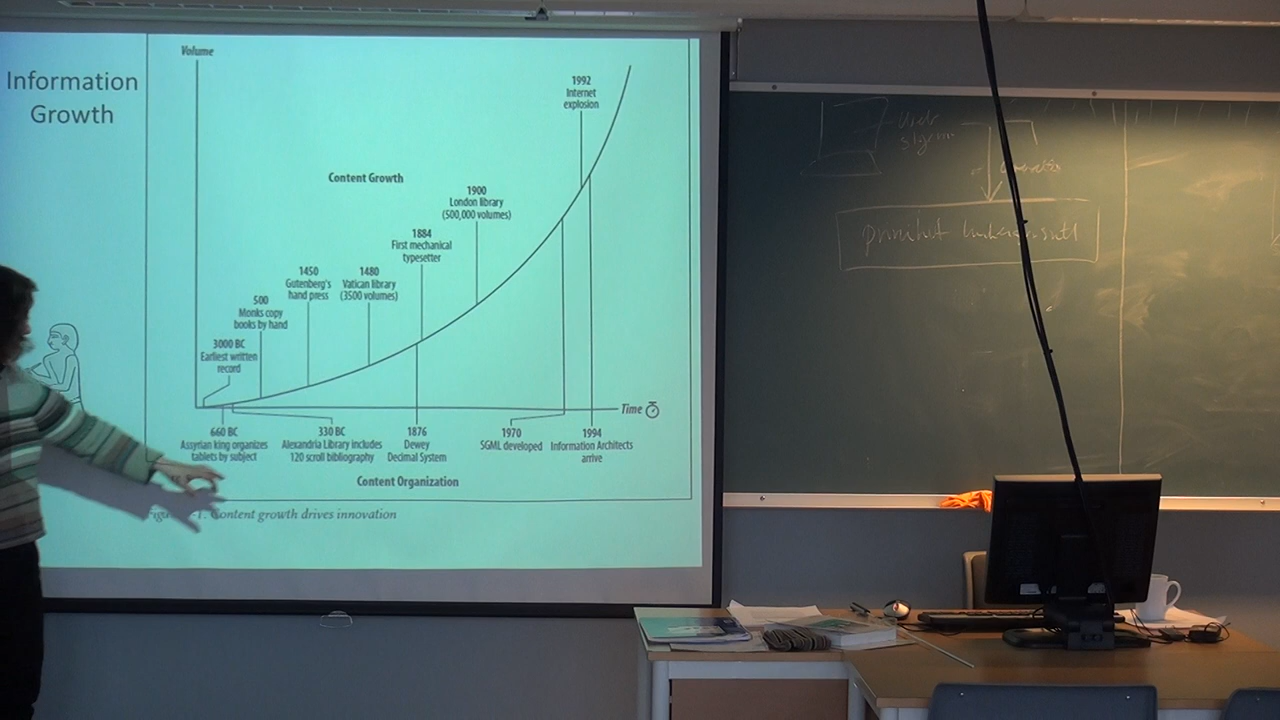 Information
Growth
Volume
1992
Internet
explosion
Content Growth
1900
London library
(500,000 volumes)
1884
First mechanical
typesetter
1450
Gutenberg's
hand press
1480
Vatican library
(3500 volumes)
500
Monks copy
books by hand
3000 BC
Earliest written
record
Time
660 BC
Assyrian king organizes
tablets by subject
330 BC
Alexandria Library includes
120 scroll bibliography
1876
Dewey
Decimal System
1970
SGML developed
1994
Information Architects
arrive
Content Organization
1. Content growth drives innovation